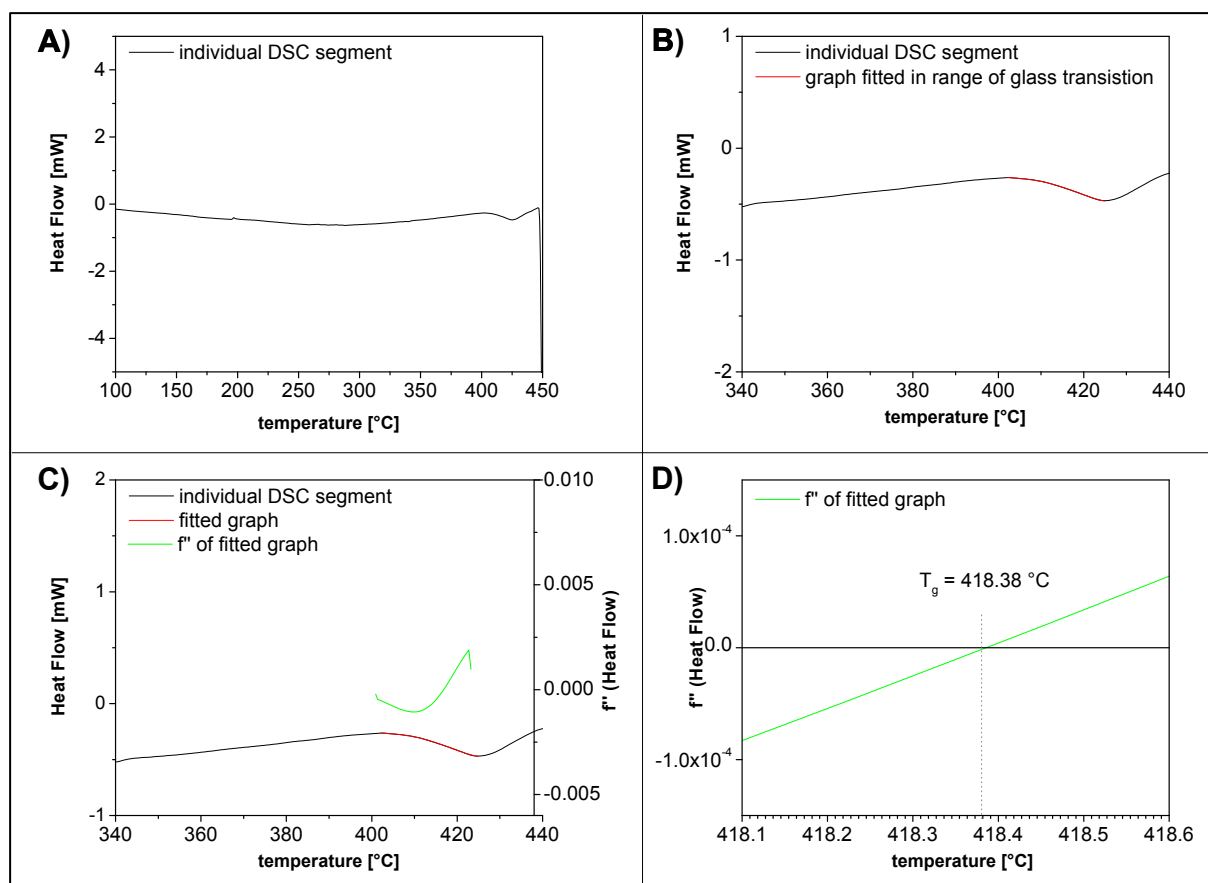 A)
individual DSC segment
4
2
0
-2
-4
Heat Flow [mW]
100 150 200 250 300 350 400 450
temperature [°C]
B)
individual DSC segment
graph fitted in range of glass transistion
1
0
-1
-2
Heat Flow [mW]
340 360 380 400 420 440
temperature [°C]
C)
individual DSC segment
fitted graph
f'' of fitted graph
2
1
0
-1
Heat Flow [mW]
0.010
0.005
0.000
-0.005
f'' (Heat Flow)
340 360 380 400 420 440
temperature [°C]
D)
f'' of fitted graph
1.0x10⁻⁴
0.0
-1.0x10⁻⁴
f'' (Heat Flow)
T_g = 418.38 °C
418.1 418.2 418.3 418.4 418.5 418.6
temperature [°C]